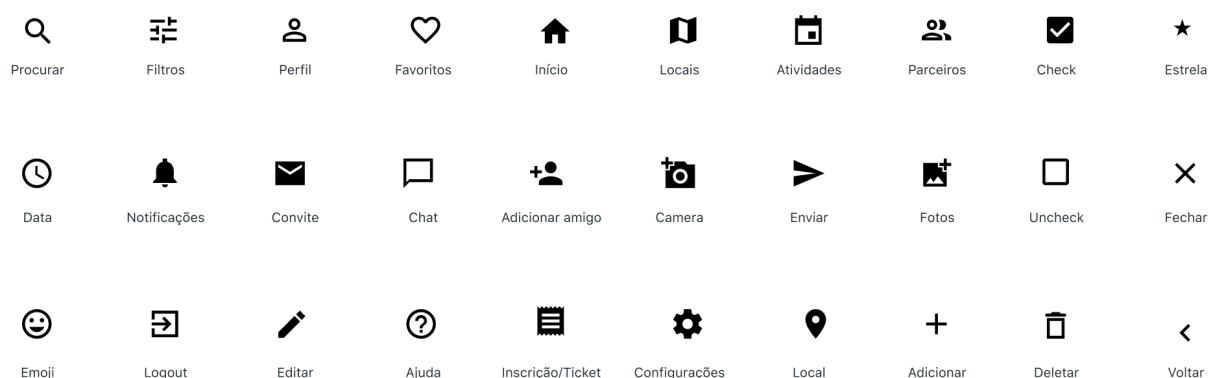 Procurar Filtros Perfil Favoritos Início Locais Atividades Parceiros Check Estrela
Data Notificações Convite Chat Adicionar amigo Camera Enviar Fotos Uncheck Fechar
Emoji Logout Editar Ajuda Inscrição/Ticket Configurações Local Adicionar Deletar Voltar